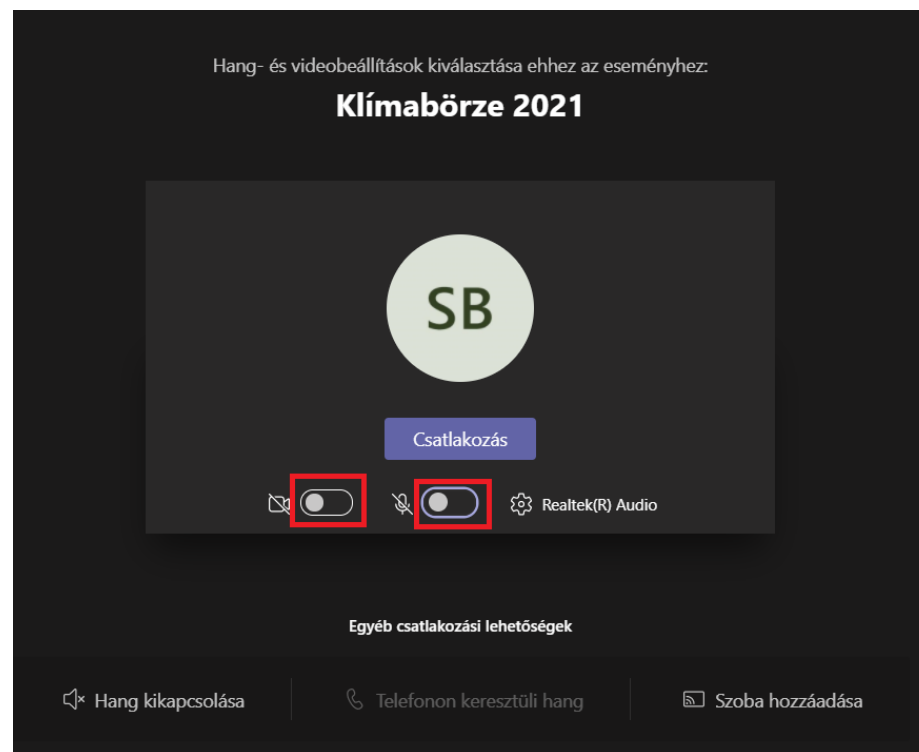 Hang- és videobeállítások kiválasztása ehhez az eseményhez:
Klímabörze 2021
SB
Csatlakozás
Realtek(R) Audio
Egyéb csatlakozási lehetőségek
Hang kikapcsolása Telefonon keresztüli hang Szoba hozzáadása